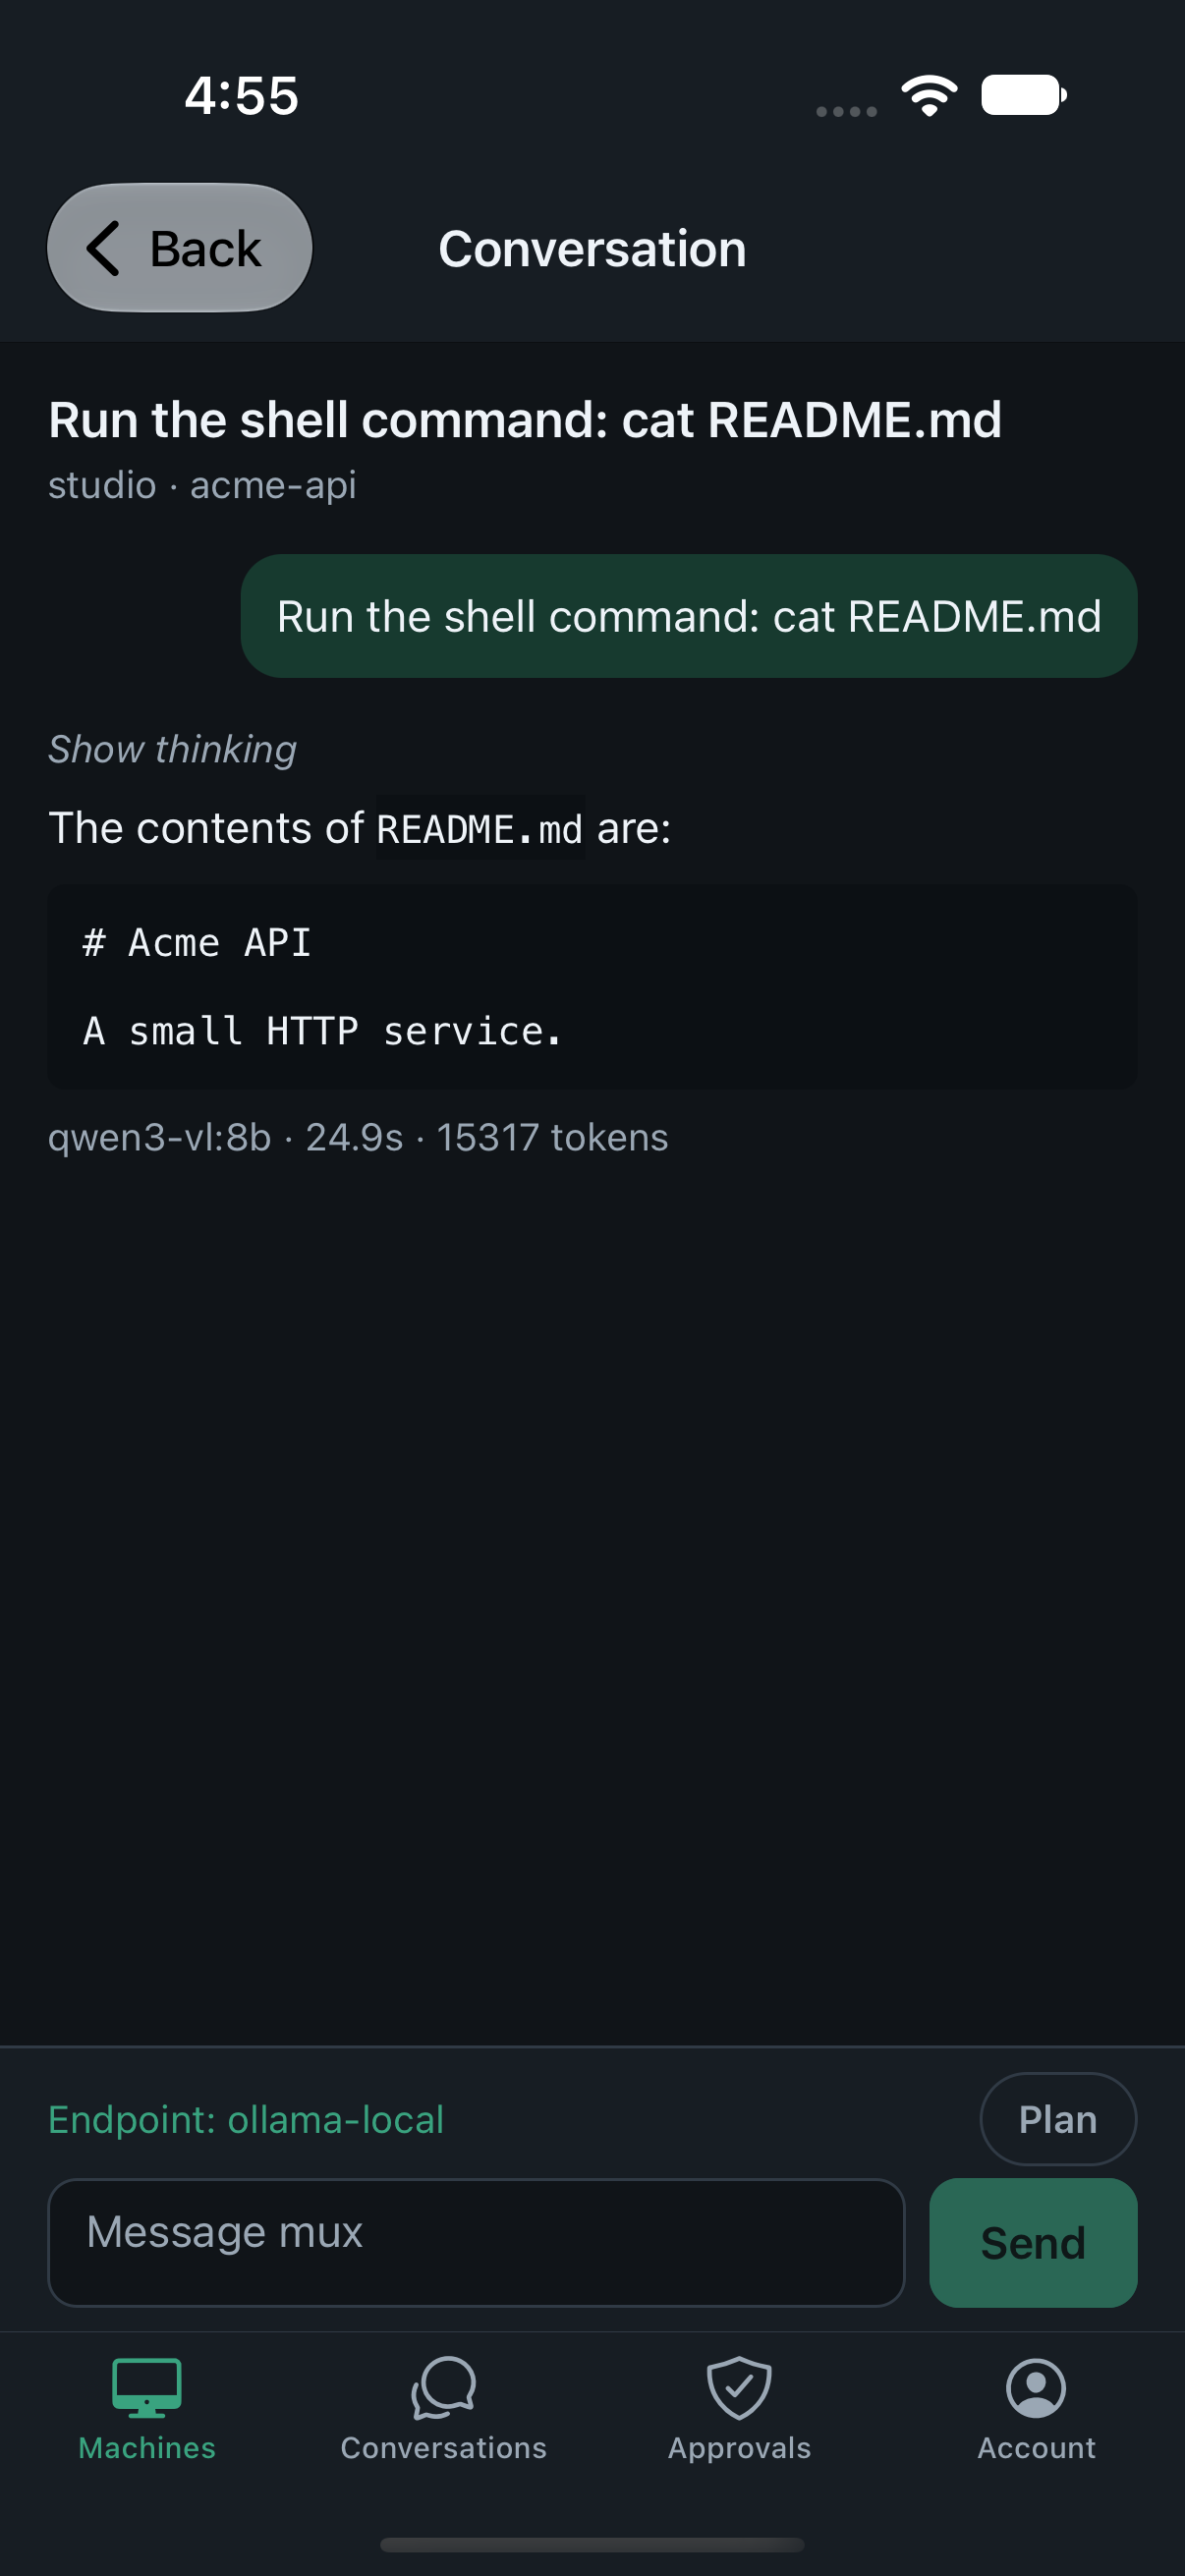 4:55
Back
Conversation
Run the shell command: cat README.md
studio · acme-api
Run the shell command: cat README.md
Show thinking
The contents of README.md are:
# Acme API
A small HTTP service.
qwen3-vl:8b · 24.9s · 15317 tokens
Endpoint: ollama-local
Plan
Message mux
Send
Machines
Conversations
Approvals
Account